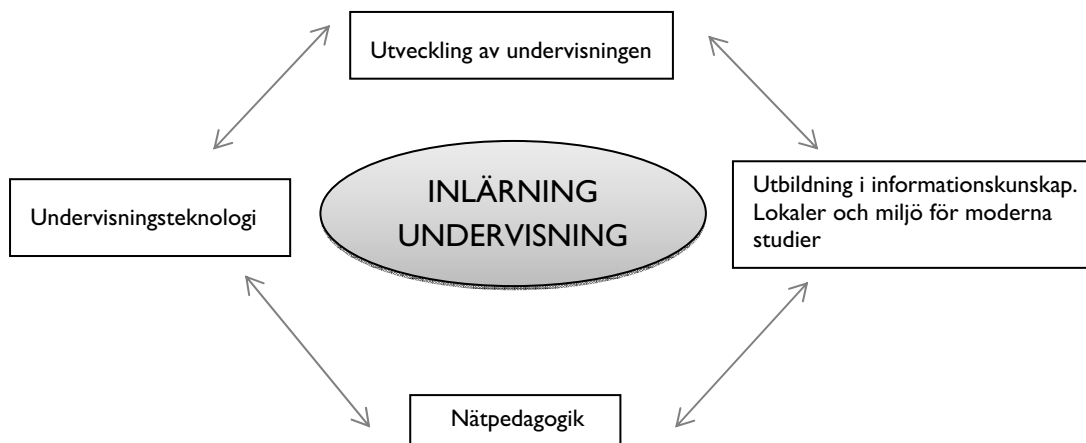 Utveckling av undervisningen
INLÄRNING
UNDERVISNING
Undervisningsteknologi
Utbildning i informationskunskap.
Lokaler och miljö för moderna
studier
Nätpedagogik